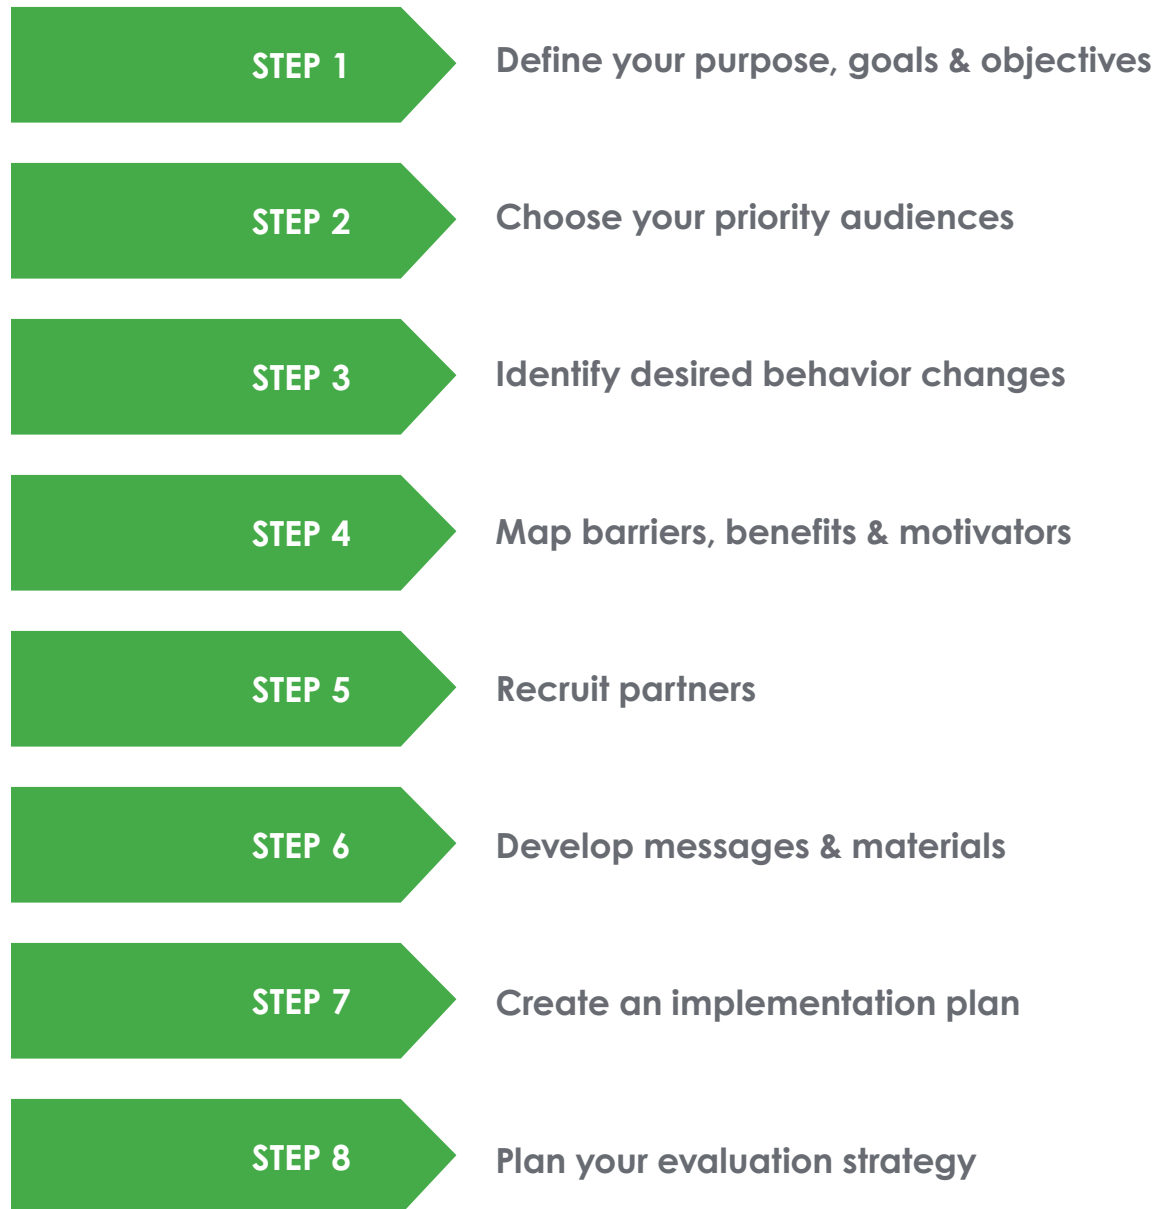 STEP 1 Define your purpose, goals & objectives
STEP 2 Choose your priority audiences
STEP 3 Identify desired behavior changes
STEP 4 Map barriers, benefits & motivators
STEP 5 Recruit partners
STEP 6 Develop messages & materials
STEP 7 Create an implementation plan
STEP 8 Plan your evaluation strategy